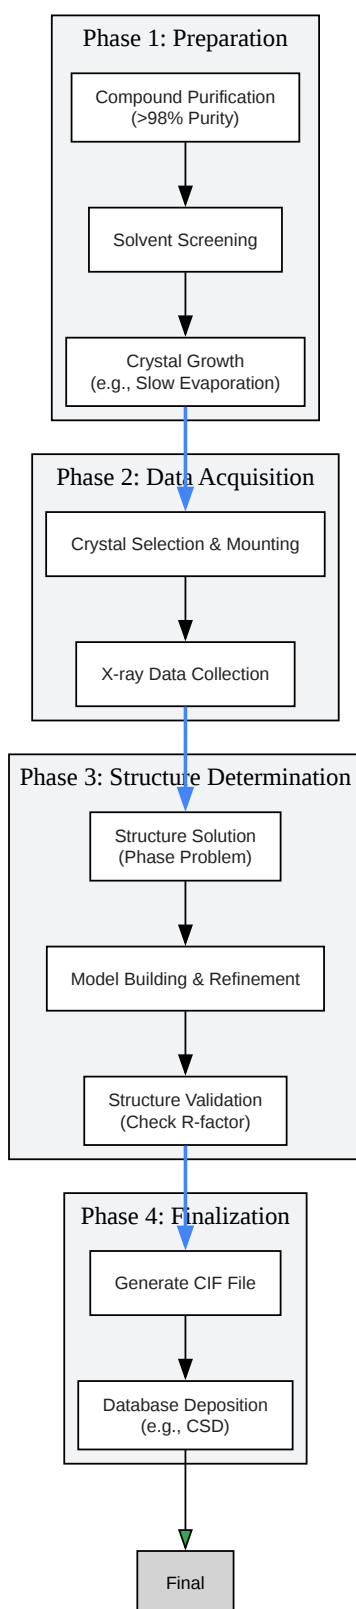 Phase 1: Preparation
Compound Purification
(>98% Purity)
Solvent Screening
Crystal Growth
(e.g., Slow Evaporation)
Phase 2: Data Acquisition
Crystal Selection & Mounting
X-ray Data Collection
Phase 3: Structure Determination
Structure Solution
(Phase Problem)
Model Building & Refinement
Structure Validation
(Check R-factor)
Phase 4: Finalization
Generate CIF File
Database Deposition
(e.g., CSD)
Final